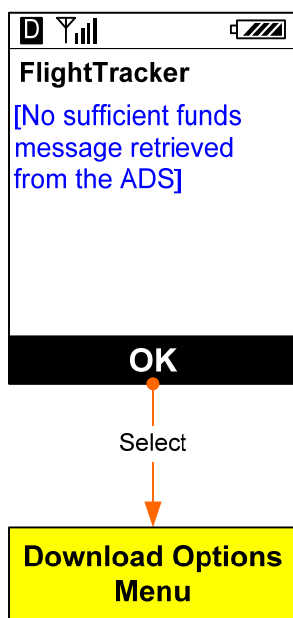 D
FlightTracker
[No sufficient funds
message retrieved
from the ADS]
OK
Select
Download Options
Menu